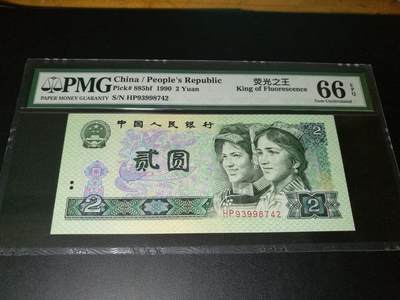 PMG
PAPER MONEY GUARANTY
China / People's Republic
Pick# 885bf 1990 2 Yuan
S/N HP93998742
荧光之王
King of Fluorescence
66 EPQ
Gem Uncirculated
中国人民银行
2
贰圆
2
HP93998742
2